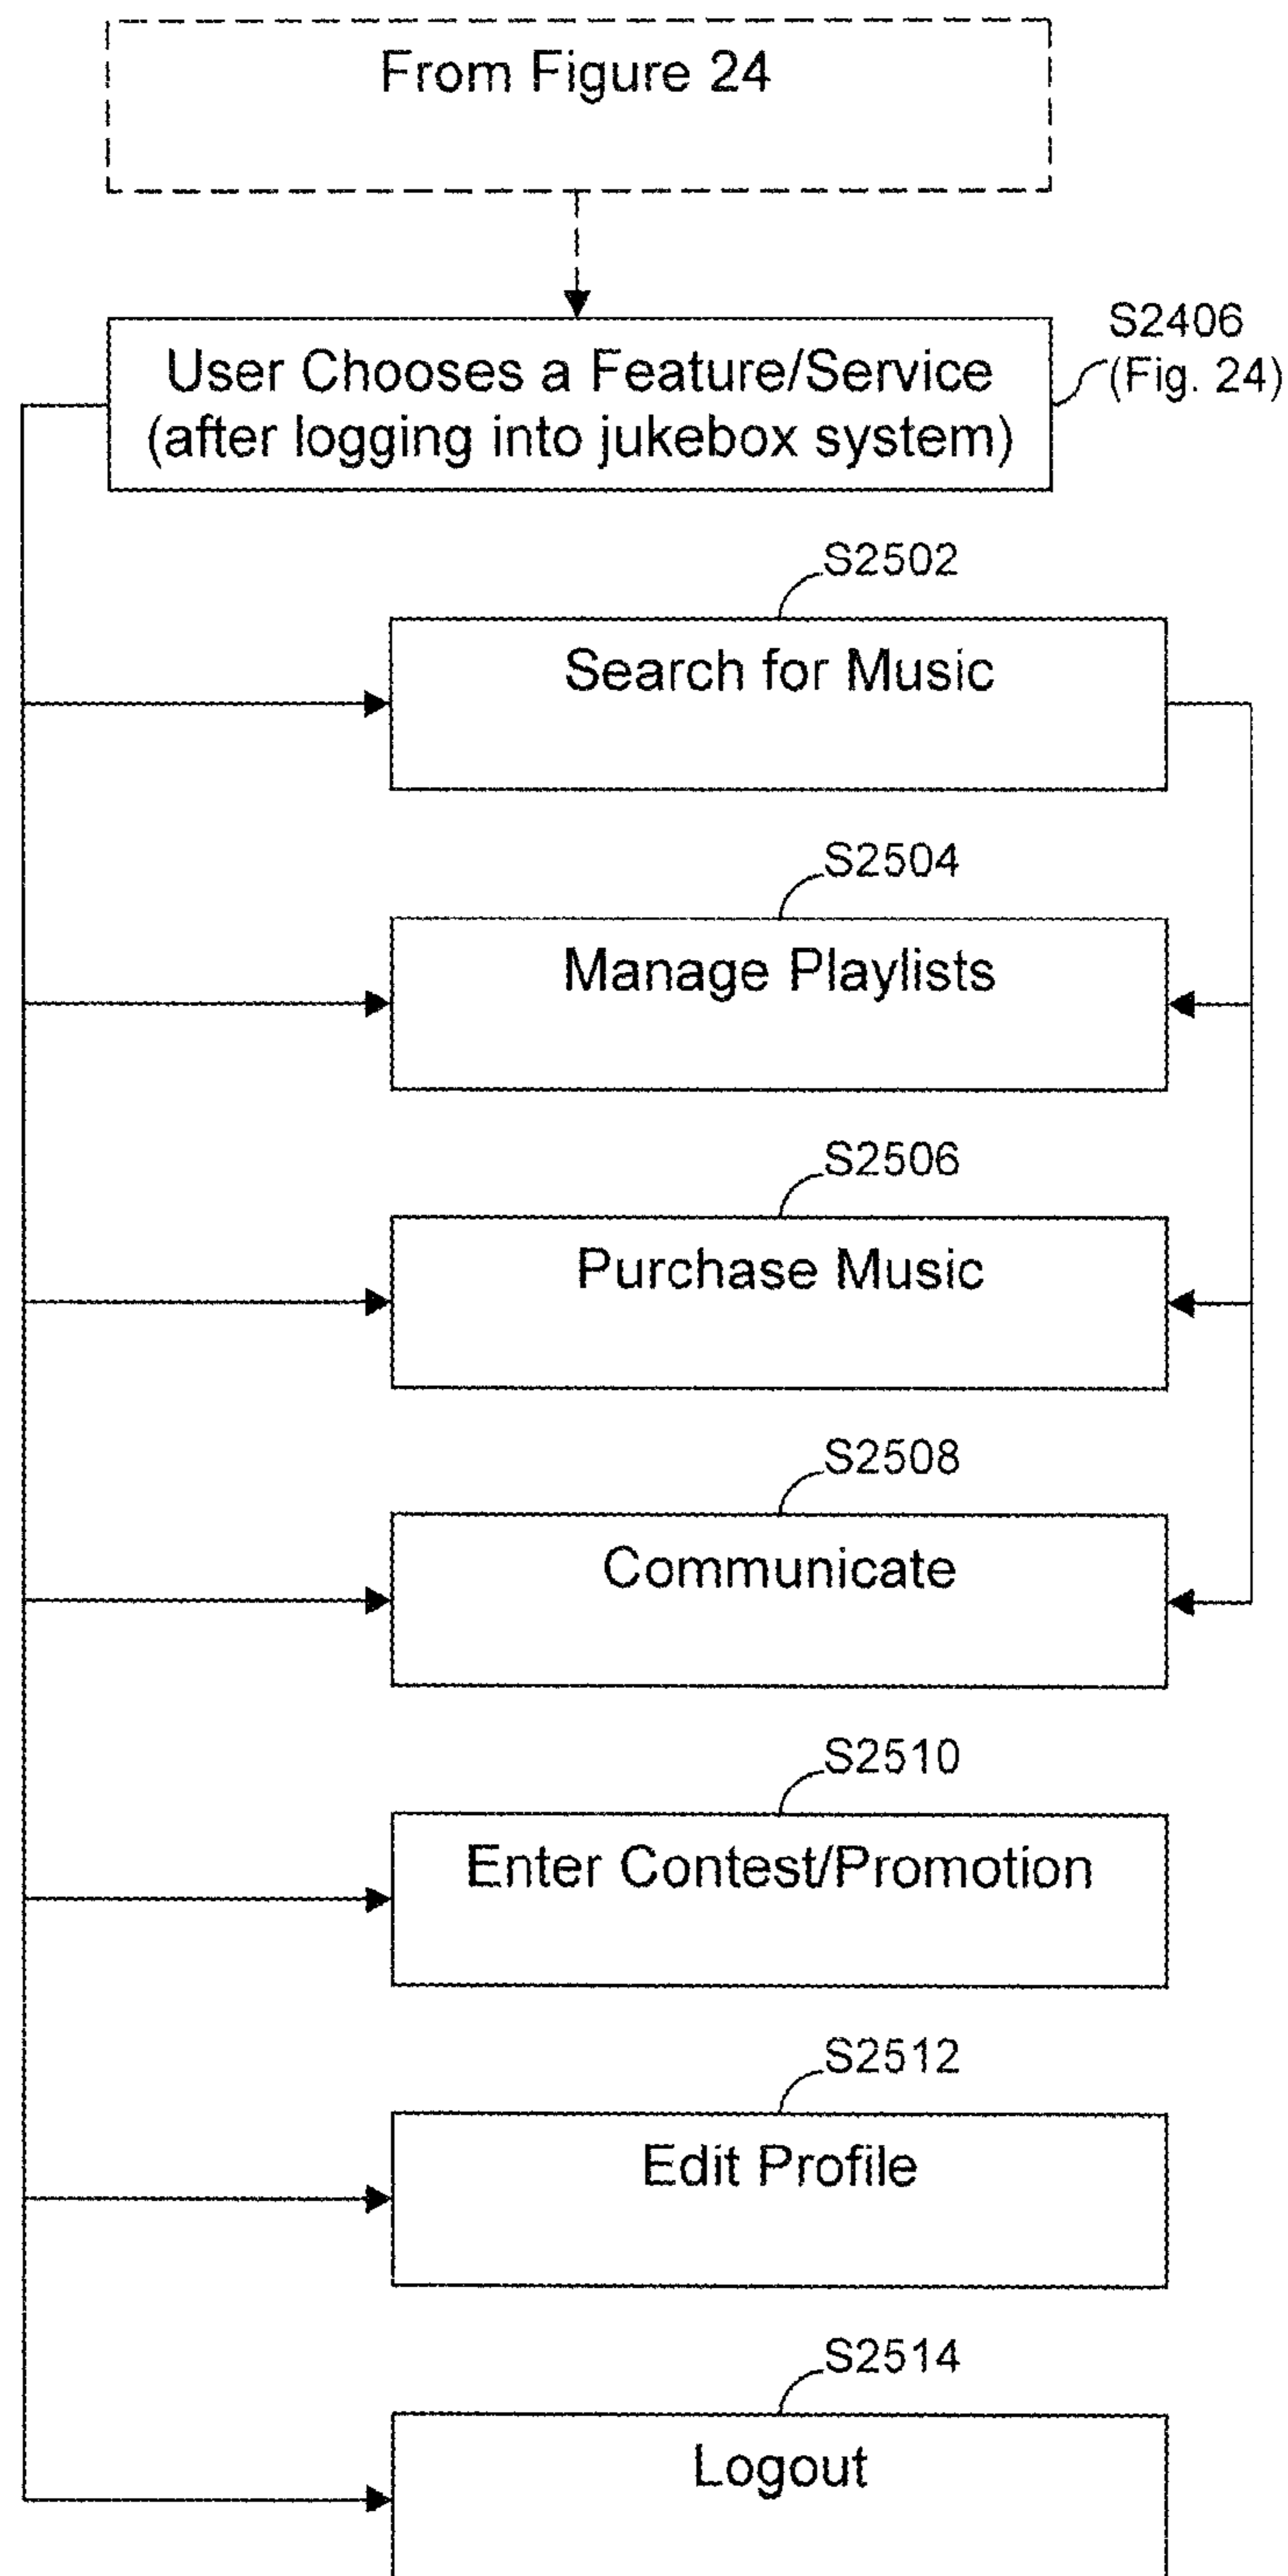 From Figure 24
User Chooses a Feature/Service
(after logging into jukebox system)
S2406
(Fig. 24)
S2502
Search for Music
S2504
Manage Playlists
S2506
Purchase Music
S2508
Communicate
S2510
Enter Contest/Promotion
S2512
Edit Profile
S2514
Logout